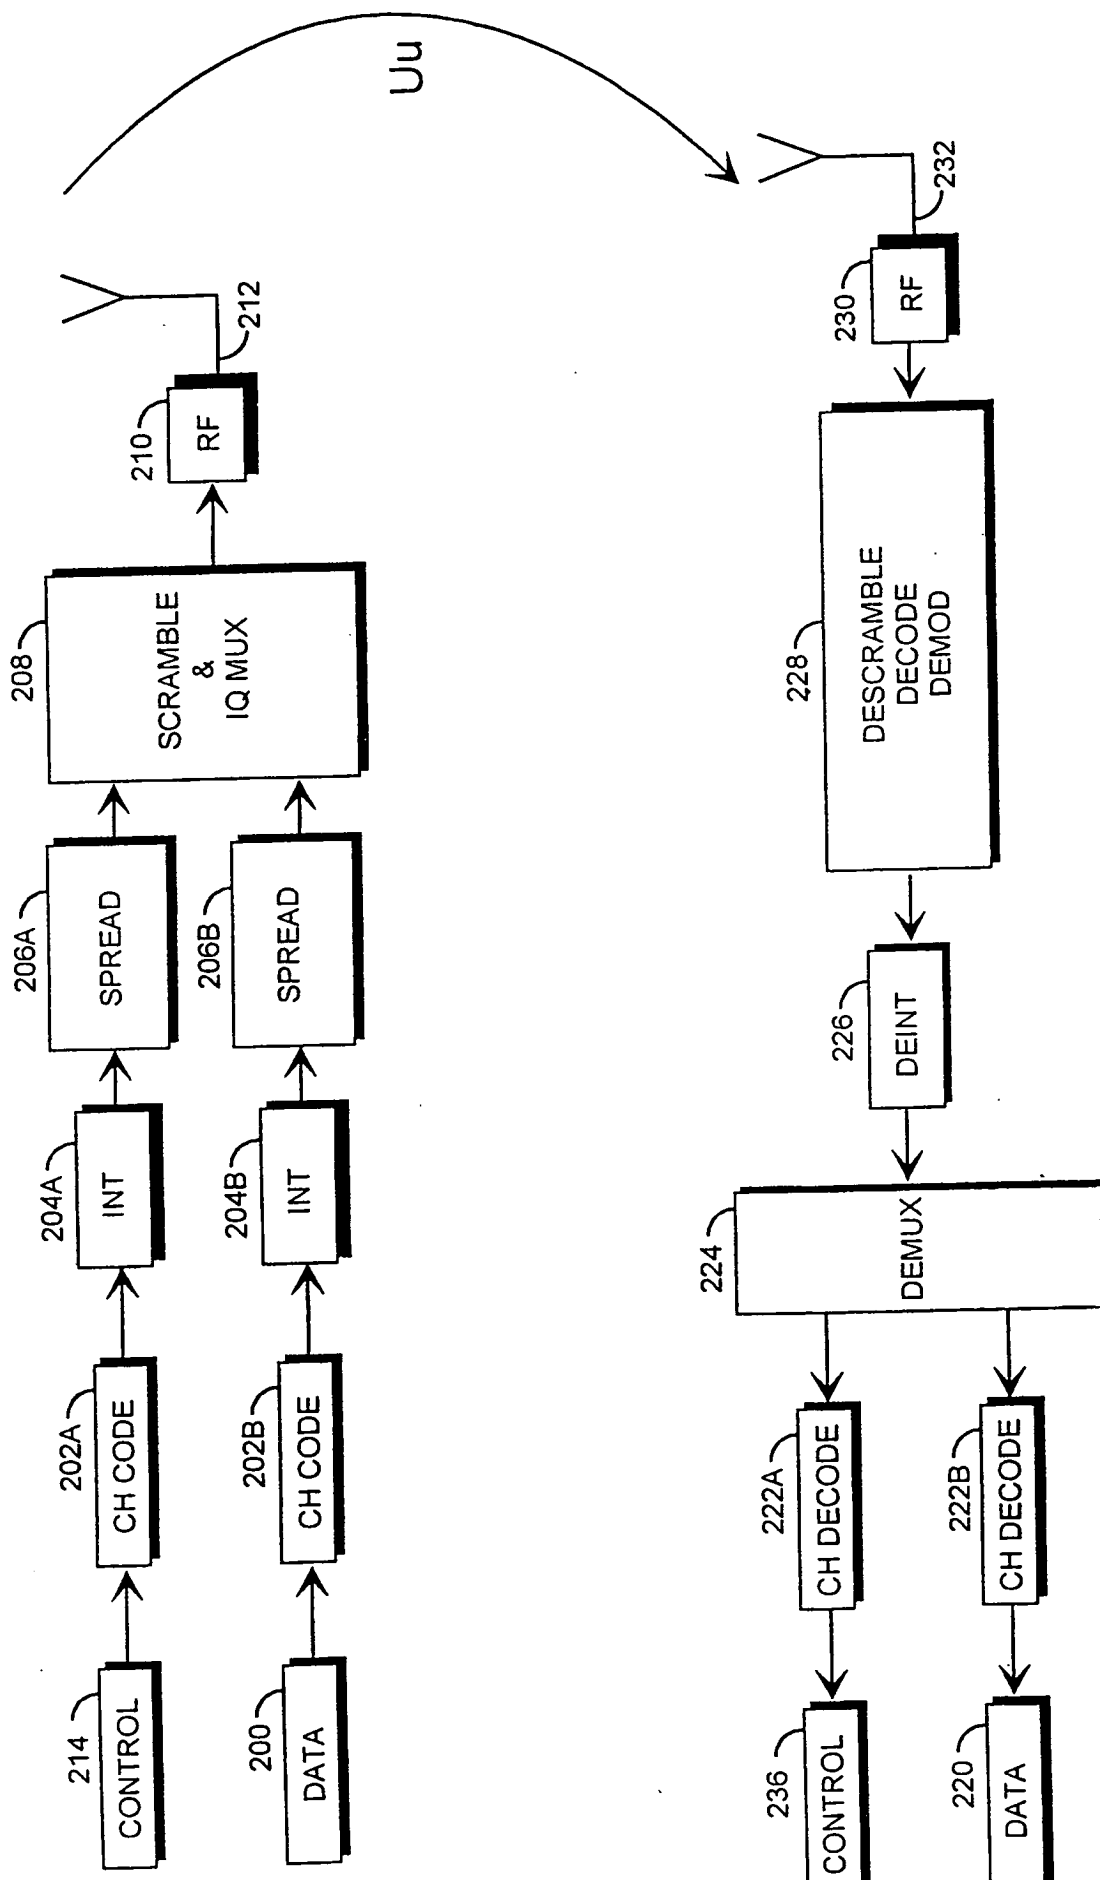 Uu
214
CONTROL
202A
CH CODE
204A
INT
206A
SPREAD
200
DATA
202B
CH CODE
204B
INT
206B
SPREAD
208
SCRAMBLE
&
IQ MUX
210
RF
212
236
CONTROL
222A
CH DECODE
220
DATA
222B
CH DECODE
224
DEMUX
226
DEINT
228
DESCRAMBLE
DECODE
DEMOD
230
RF
232